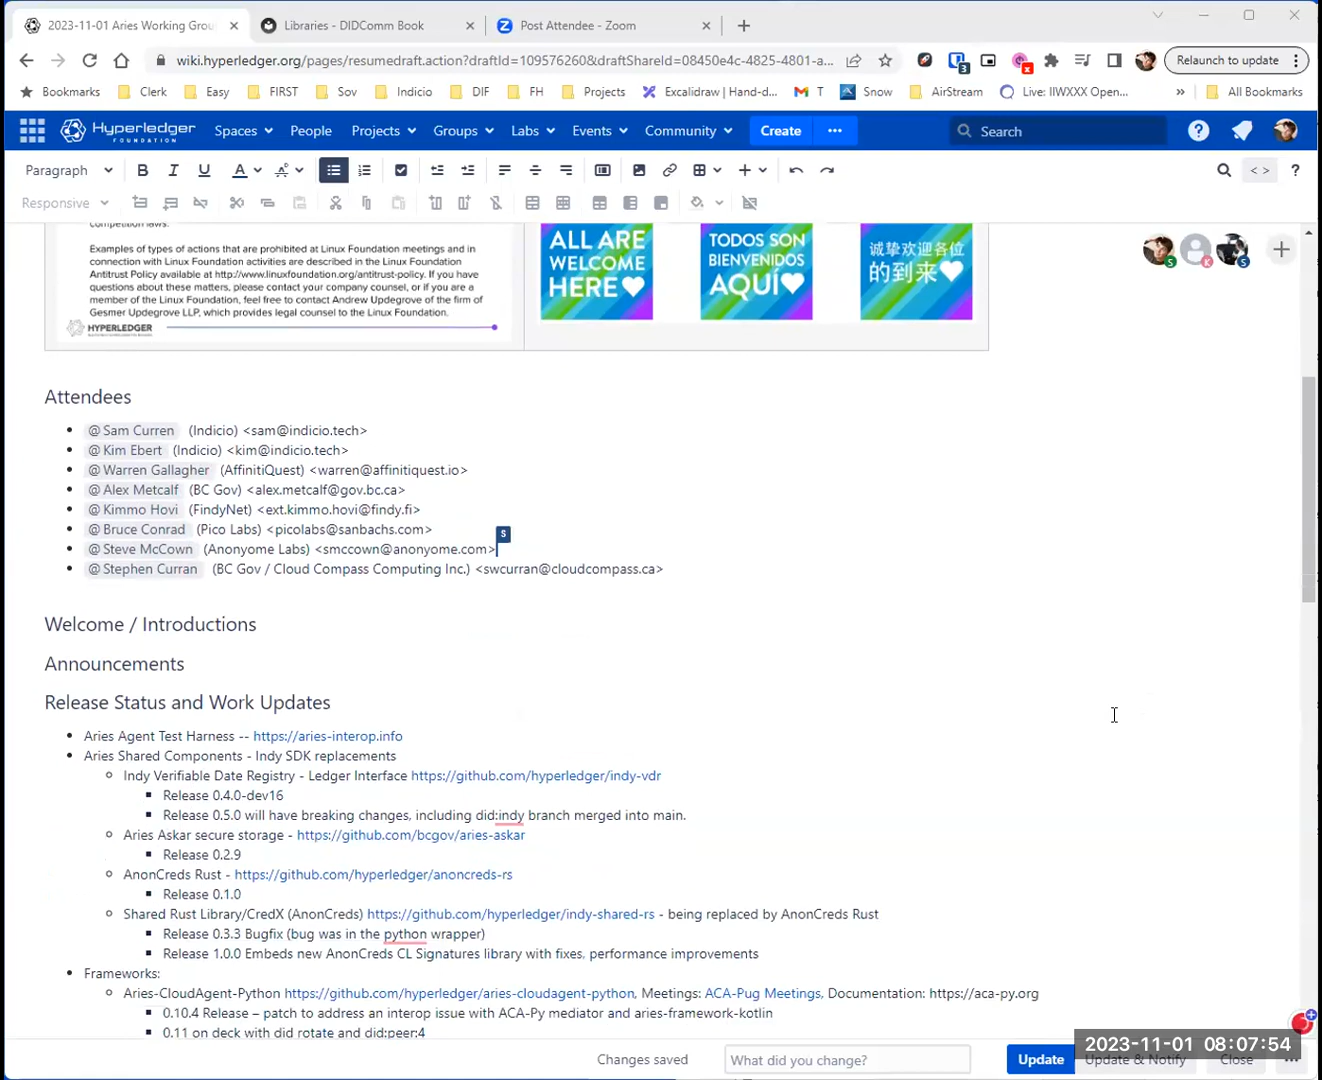 2023-11-01 Aries Working Grou
Libraries - DIDComm Book
Post Attendee - Zoom
wiki.hyperledger.org/pages/resumedraft.action?draftId=109576260&draftShareId=08450e4c-4825-4801-a...
3
Relaunch to update
Bookmarks
Clerk
Easy
FIRST
Sov
Indicio
DIF
FH
Projects
Excalidraw | Hand-d...
T
Snow
AirStream
Live: IIWXXX Open...
»
All Bookmarks
HYPERLEDGER
FOUNDATION
Spaces
People
Projects
Groups
Labs
Events
Community
Create
Search
Paragraph
B
I
U
A
< >
?
Responsive
competition laws.
Examples of types of actions that are prohibited at Linux Foundation meetings and in
connection with Linux Foundation activities are described in the Linux Foundation
Antitrust Policy available at http://www.linuxfoundation.org/antitrust-policy. If you have
questions about these matters, please contact your company counsel, or if you are a
member of the Linux Foundation, feel free to contact Andrew Updegrove of the firm of
Gesmer Updegrove LLP, which provides legal counsel to the Linux Foundation.
HYPERLEDGER
ALL ARE
WELCOME
HERE
TODOS SON
BIENVENIDOS
AQUÍ
诚挚欢迎各位
的到来
S
K
S
Attendees
@ Sam Curren (Indicio) <sam@indicio.tech>
@ Kim Ebert (Indicio) <kim@indicio.tech>
@ Warren Gallagher (AffinitiQuest) <warren@affinitiquest.io>
@ Alex Metcalf (BC Gov) <alex.metcalf@gov.bc.ca>
@ Kimmo Hovi (FindyNet) <ext.kimmo.hovi@findy.fi>
@ Bruce Conrad (Pico Labs) <picolabs@sanbachs.com>
S
@ Steve McCown (Anonyome Labs) <smccown@anonyome.com>
@ Stephen Curran (BC Gov / Cloud Compass Computing Inc.) <swcurran@cloudcompass.ca>
Welcome / Introductions
Announcements
Release Status and Work Updates
Aries Agent Test Harness -- https://aries-interop.info
Aries Shared Components - Indy SDK replacements
Indy Verifiable Date Registry - Ledger Interface https://github.com/hyperledger/indy-vdr
Release 0.4.0-dev16
Release 0.5.0 will have breaking changes, including did:indy branch merged into main.
Aries Askar secure storage - https://github.com/bcgov/aries-askar
Release 0.2.9
AnonCreds Rust - https://github.com/hyperledger/anoncreds-rs
Release 0.1.0
Shared Rust Library/CredX (AnonCreds) https://github.com/hyperledger/indy-shared-rs - being replaced by AnonCreds Rust
Release 0.3.3 Bugfix (bug was in the python wrapper)
Release 1.0.0 Embeds new AnonCreds CL Signatures library with fixes, performance improvements
Frameworks:
Aries-CloudAgent-Python https://github.com/hyperledger/aries-cloudagent-python, Meetings: ACA-Pug Meetings, Documentation: https://aca-py.org
0.10.4 Release – patch to address an interop issue with ACA-Py mediator and aries-framework-kotlin
0.11 on deck with did rotate and did:peer:4
Changes saved
What did you change?
Update
Update & Notify
Close
2023-11-01 08:07:54